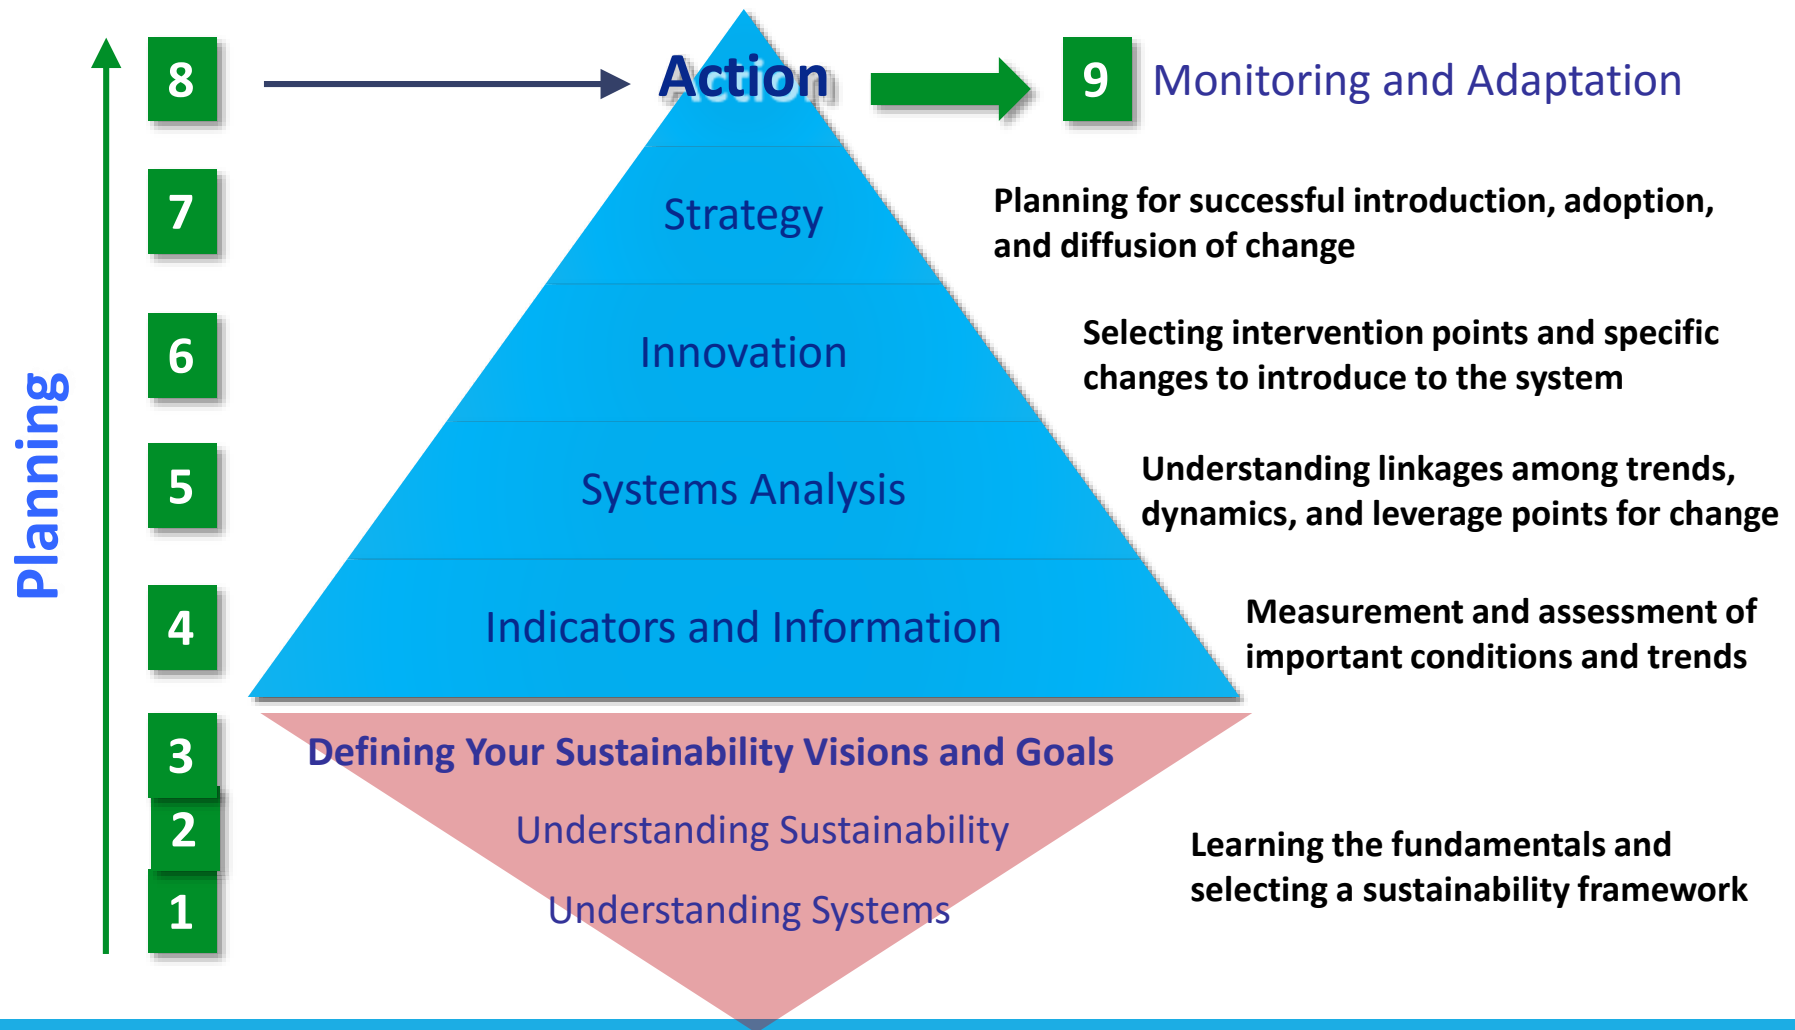 Planning
8
Action
9
Monitoring and Adaptation
7
Strategy
Planning for successful introduction, adoption,
and diffusion of change
6
Innovation
Selecting intervention points and specific
changes to introduce to the system
5
Systems Analysis
Understanding linkages among trends,
dynamics, and leverage points for change
4
Indicators and Information
Measurement and assessment of
important conditions and trends
3
Defining Your Sustainability Visions and Goals
2
Understanding Sustainability
1
Understanding Systems
Learning the fundamentals and
selecting a sustainability framework